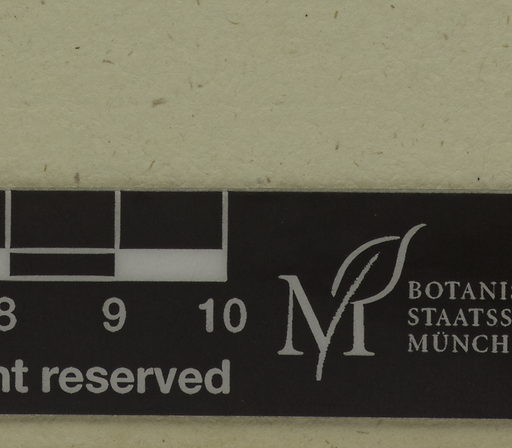 8 9 10
nt reserved
M
BOTANIS
STAATSS
MÜNCH